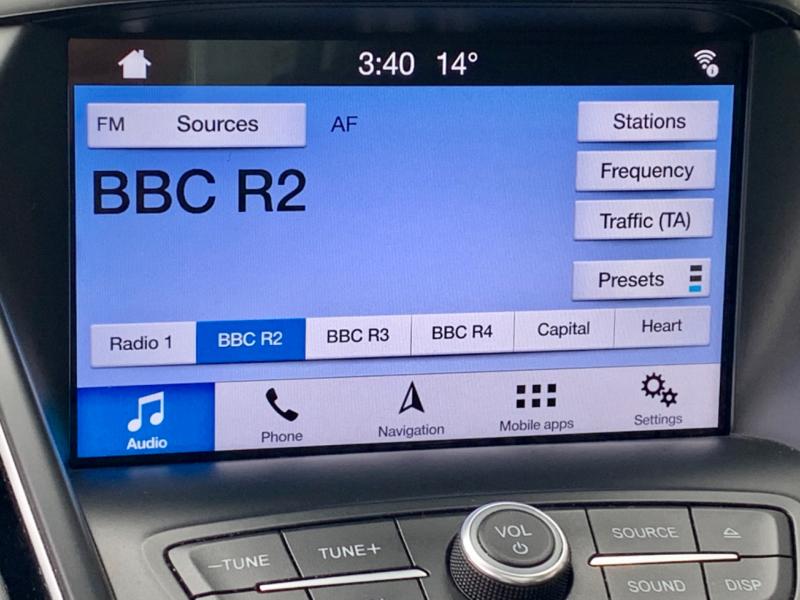 3:40 14°
FM Sources AF Stations
BBC R2
Frequency
Traffic (TA)
Presets
Radio 1 BBC R2 BBC R3 BBC R4 Capital Heart
Audio Phone Navigation Mobile apps Settings
–TUNE TUNE+ VOL SOURCE
SOUND DISP